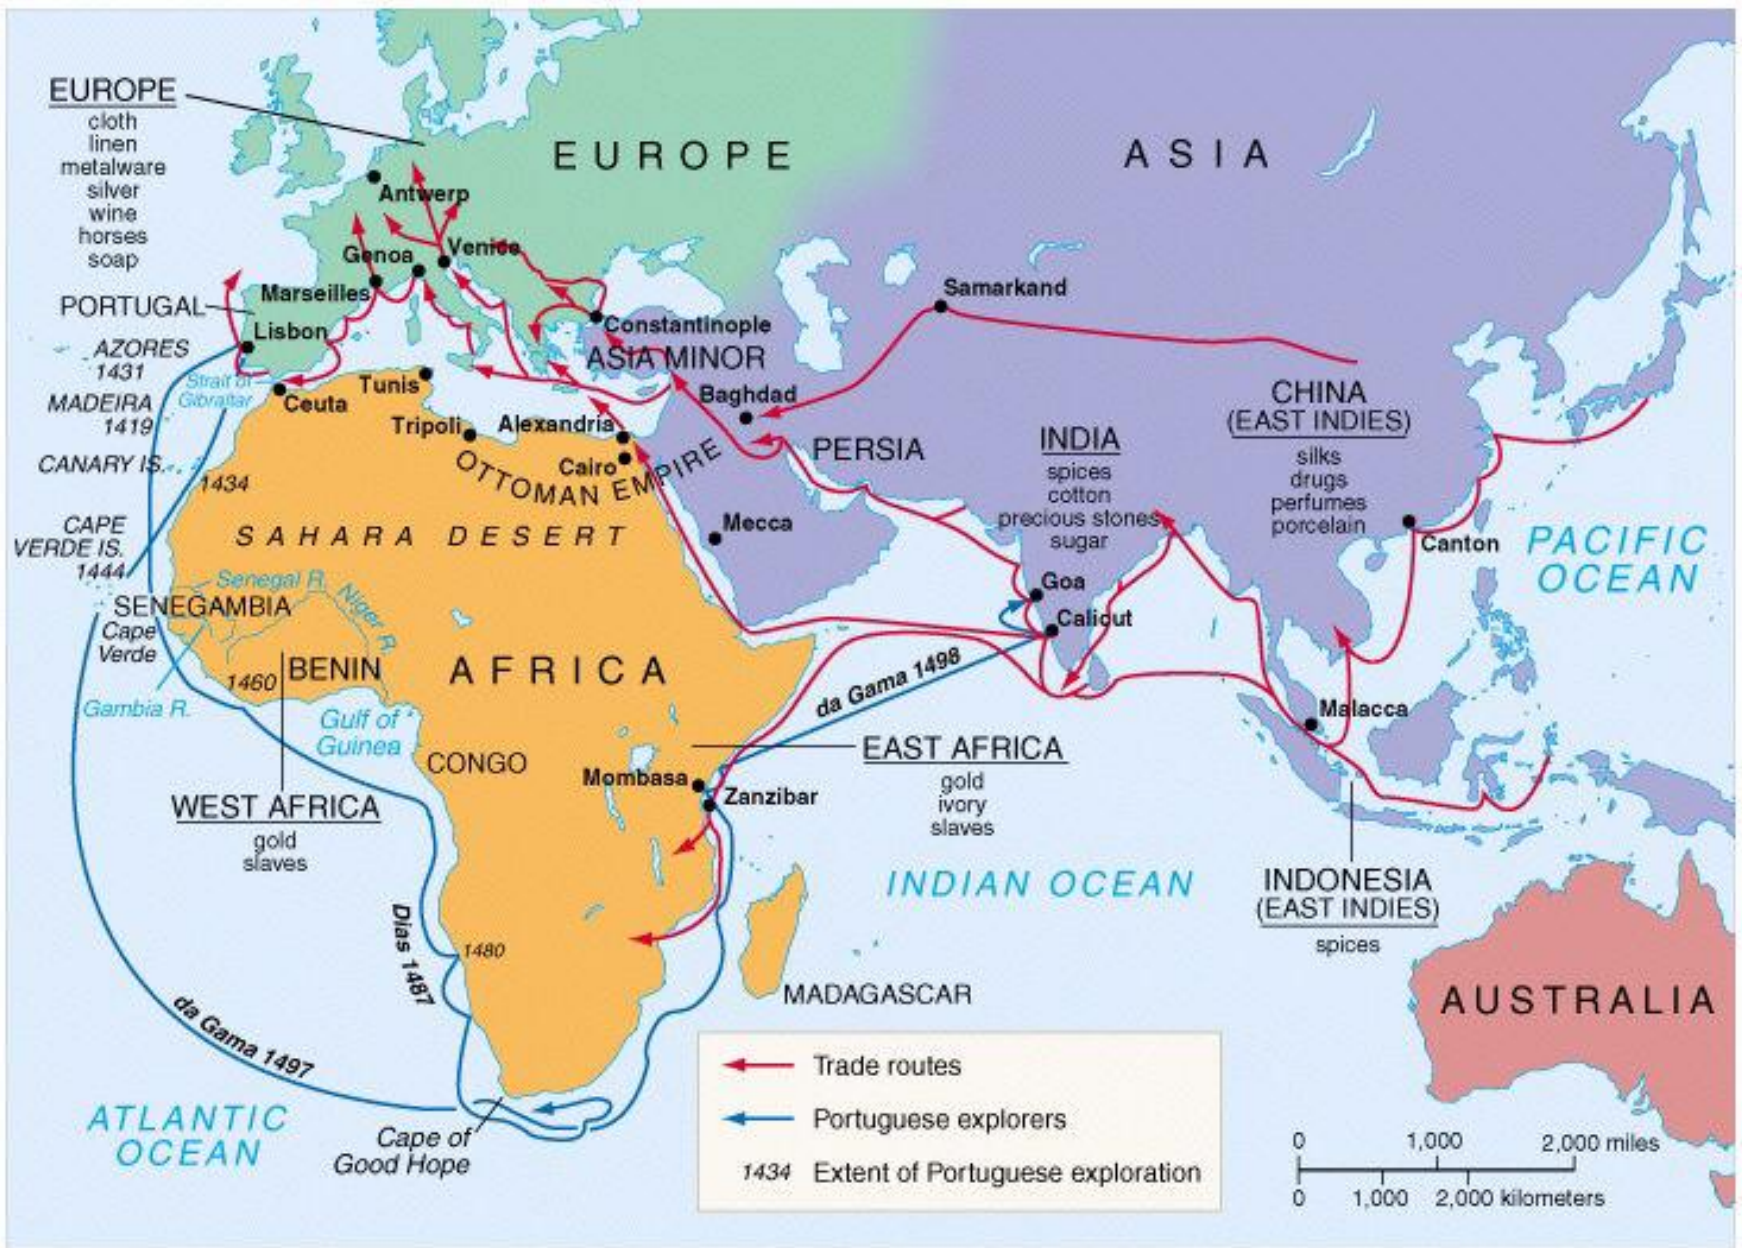 EUROPE
cloth
linen
metalware
silver
wine
horses
soap
PORTUGAL
AZORES
1431
MADEIRA
1419
CANARY IS.
CAPE
VERDE IS.
1444
SENEGAMBIA
Cape
Verde
Gambia R.
Senegal R.
Niger R.
EUROPE
ASIA
Antwerp
Genoa
Venice
Marseilles
Lisbon
Strait of
Gibraltar
Ceuta
Tunis
Tripoli
Alexandria
Cairo
Constantinople
ASIA MINOR
Baghdad
Samarkand
OTTOMAN EMPIRE
PERSIA
Mecca
1434
SAHARA DESERT
INDIA
spices
cotton
precious stones
sugar
CHINA
(EAST INDIES)
silks
drugs
perfumes
porcelain
Canton
PACIFIC
OCEAN
Goa
Calicut
BENIN
1460
AFRICA
Gulf of
Guinea
CONGO
WEST AFRICA
gold
slaves
Mombasa
Zanzibar
da Gama 1498
EAST AFRICA
gold
ivory
slaves
Malacca
INDIAN OCEAN
INDONESIA
(EAST INDIES)
spices
AUSTRALIA
MADAGASCAR
Dias 1487
1480
da Gama 1497
ATLANTIC
OCEAN
Cape of
Good Hope
Trade routes
Portuguese explorers
1434 Extent of Portuguese exploration
0 1,000 2,000 miles
0 1,000 2,000 kilometers